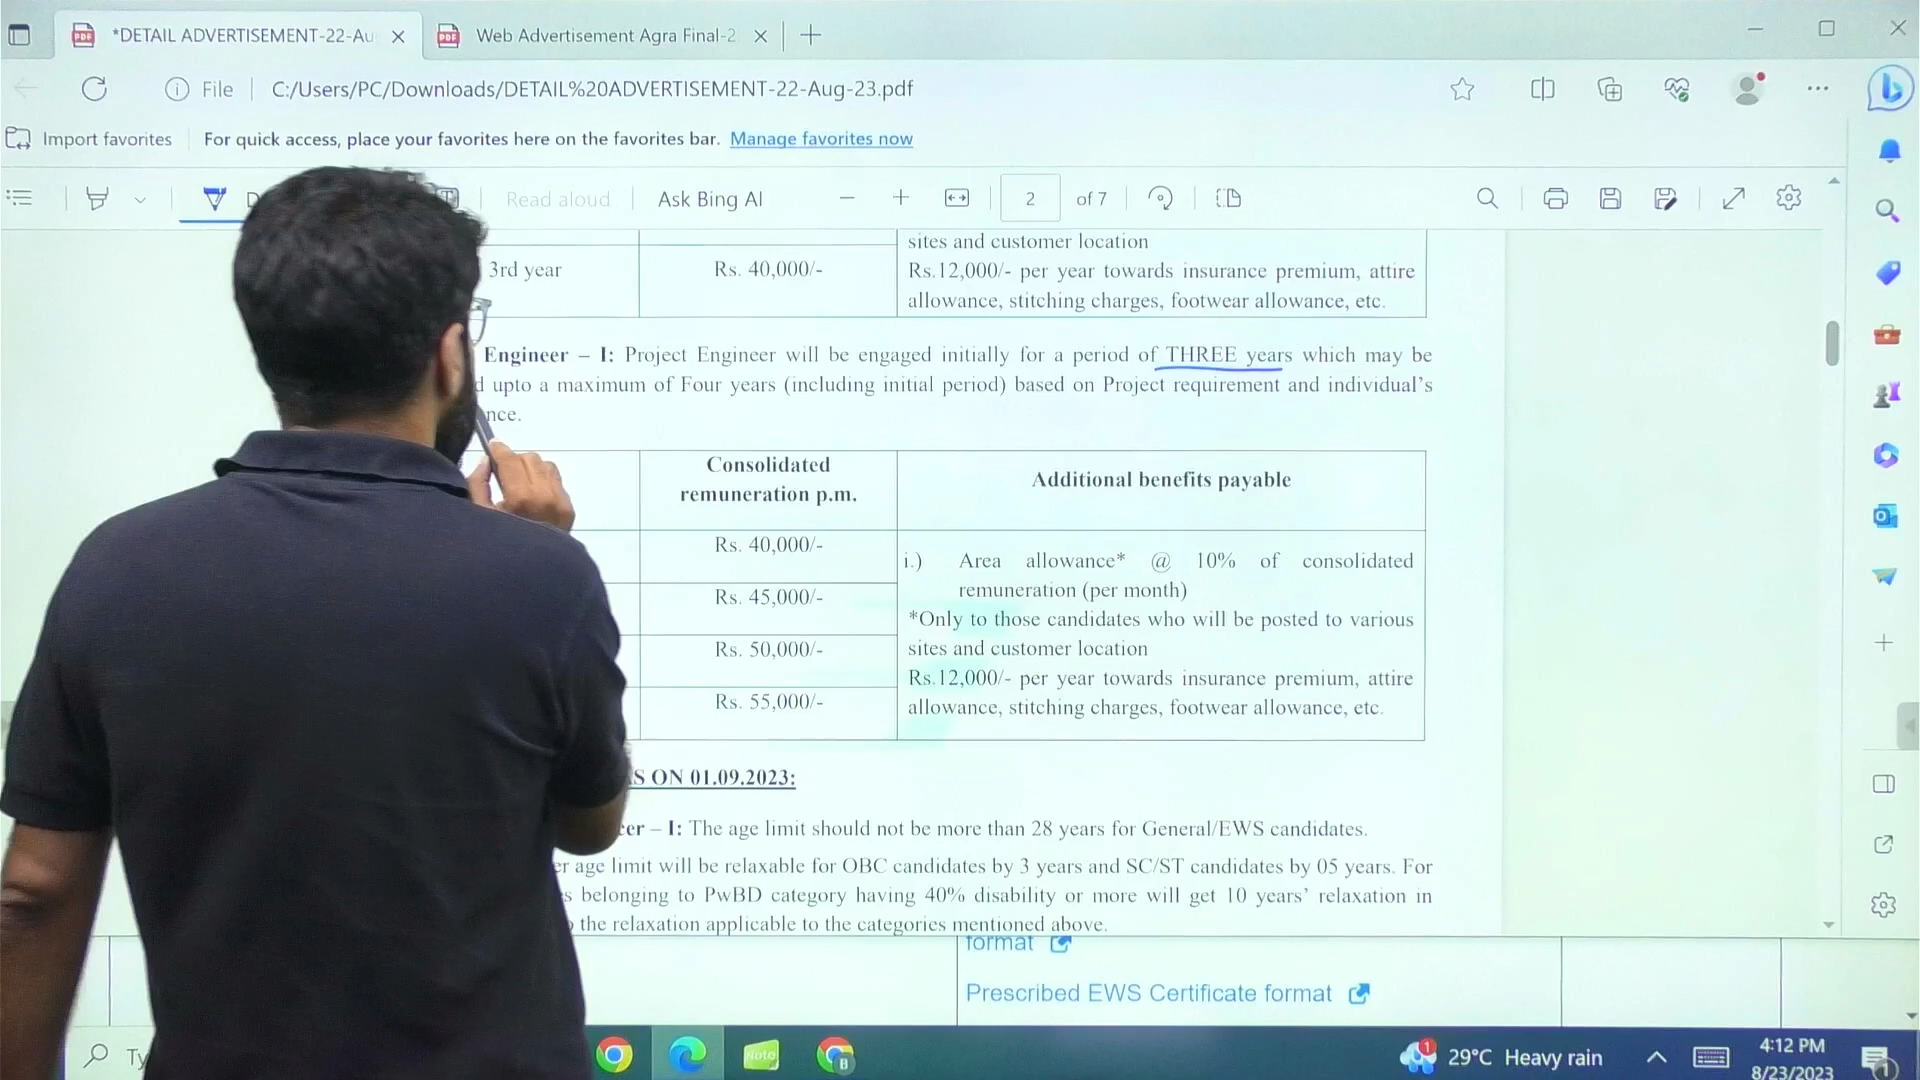 *DETAIL ADVERTISEMENT-22-Au
Web Advertisement Agra Final-2
File
C:/Users/PC/Downloads/DETAIL%20ADVERTISEMENT-22-Aug-23.pdf
Import favorites
For quick access, place your favorites here on the favorites bar. Manage favorites now
Read aloud
Ask Bing AI
2
of 7
sites and customer location
3rd year
Rs. 40,000/-
Rs.12,000/- per year towards insurance premium, attire
allowance, stitching charges, footwear allowance, etc.
Engineer – I: Project Engineer will be engaged initially for a period of THREE years which may be
d upto a maximum of Four years (including initial period) based on Project requirement and individual's
nce.
Consolidated
remuneration p.m.
Additional benefits payable
Rs. 40,000/-
Rs. 45,000/-
Rs. 50,000/-
Rs. 55,000/-
i.) Area allowance* @ 10% of consolidated
remuneration (per month)
*Only to those candidates who will be posted to various
sites and customer location
Rs.12,000/- per year towards insurance premium, attire
allowance, stitching charges, footwear allowance, etc.
S ON 01.09.2023:
eer – I: The age limit should not be more than 28 years for General/EWS candidates.
er age limit will be relaxable for OBC candidates by 3 years and SC/ST candidates by 05 years. For
s belonging to PwBD category having 40% disability or more will get 10 years' relaxation in
the relaxation applicable to the categories mentioned above.
format
Prescribed EWS Certificate format
Ty
Note
B
1
29°C Heavy rain
4:12 PM
8/23/2023
1